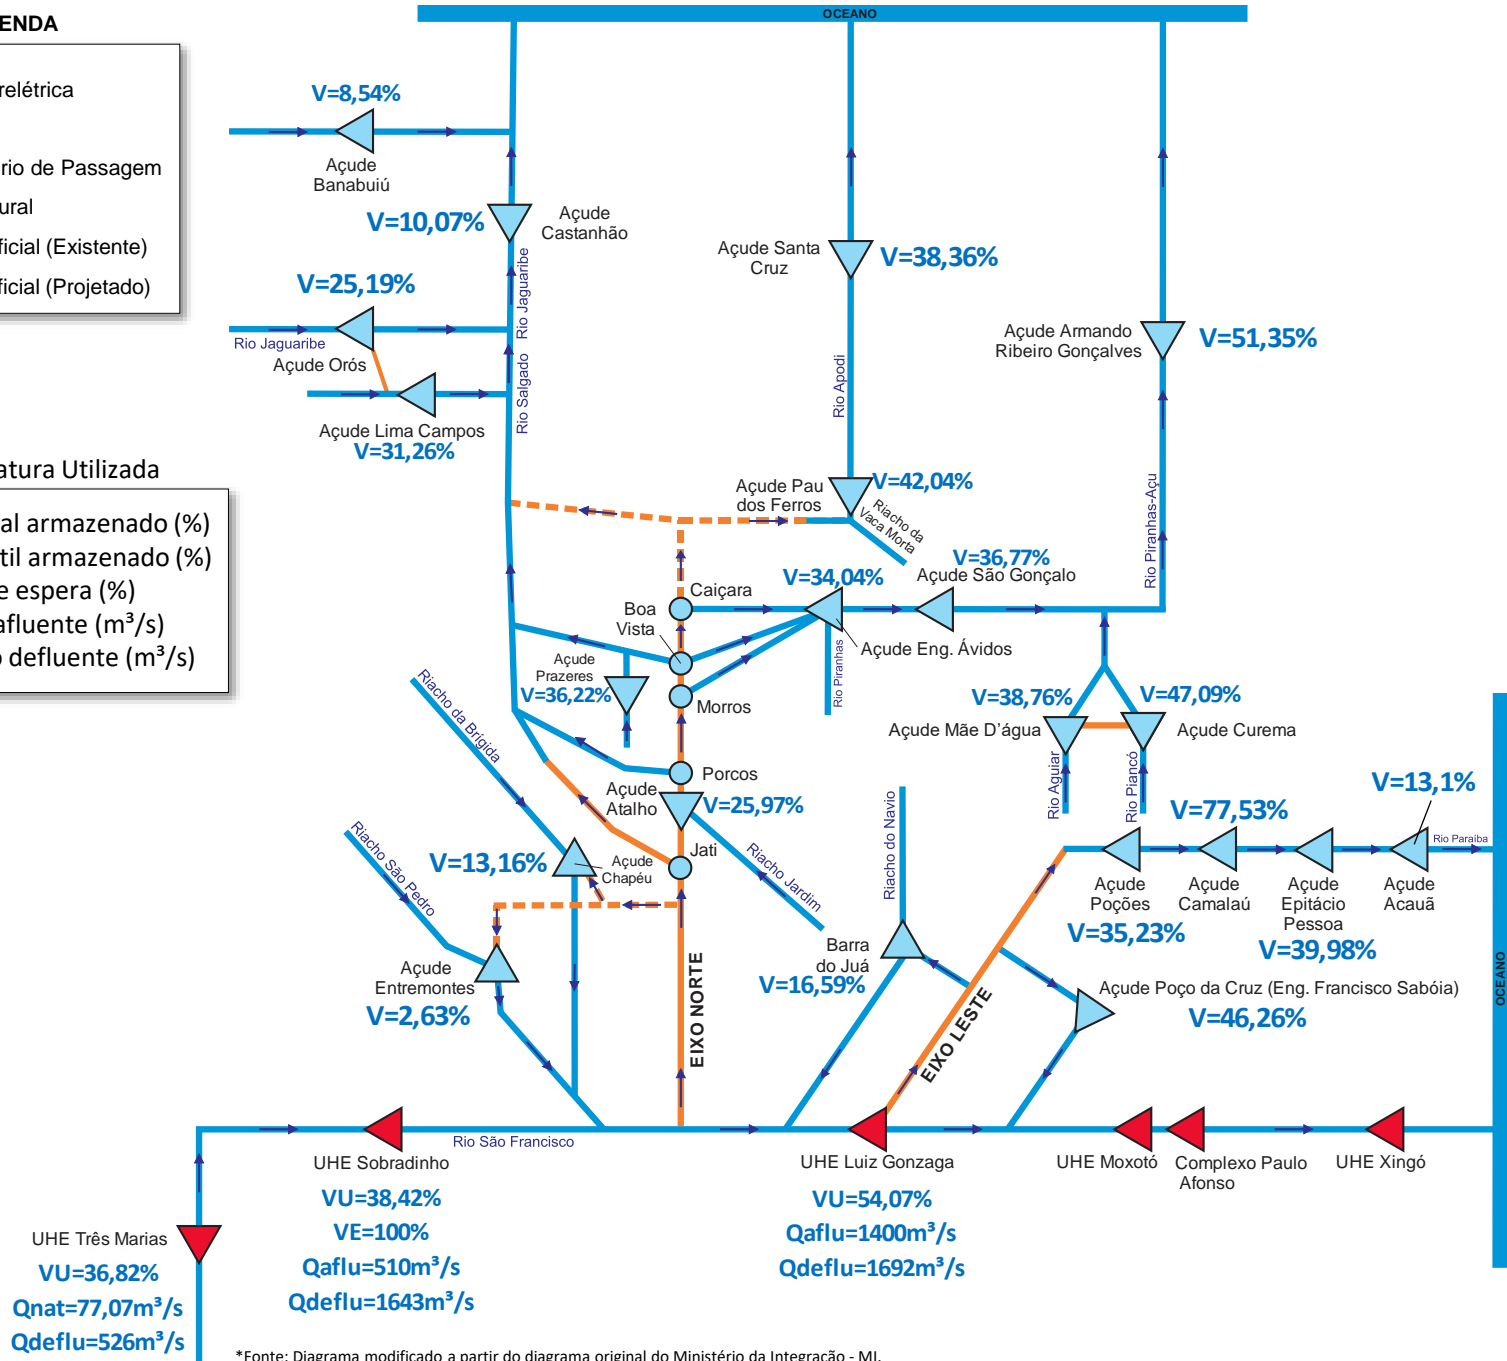 OCEANO
ENDA
relétrica
rio de Passagem
ural
ficial (Existente)
ficial (Projetado)
V=8,54%
Açude
Banabuiú
V=10,07%
Açude
Castanhão
V=25,19%
Rio Jaguaribe
Rio Jaguaribe
Açude Orós
Rio Salgado
Açude Lima Campos
V=31,26%
Açude Santa
Cruz
V=38,36%
Rio Apodi
Açude Armando
Ribeiro Gonçalves
V=51,35%
Rio Piranhas-Açu
atura Utilizada
al armazenado (%)
til armazenado (%)
e espera (%)
afluente (m³/s)
o defluente (m³/s)
Açude Pau
dos Ferros
V=42,04%
Riacho da
Vaca Morta
V=36,77%
Açude São Gonçalo
V=34,04%
Caiçara
Boa
Vista
Açude Eng. Ávidos
Rio Piranhas
Açude
Prazeres
V=36,22%
Morros
Riacho da Brígida
V=38,76%
V=47,09%
Açude Mãe D'água
Açude Curema
Rio Aguiar
Rio Piancó
Porcos
Açude
Atalho
V=25,97%
Jati
Riacho Jardim
Riacho do Navio
V=13,16%
Açude
Chapéu
Riacho São Pedro
V=13,1%
V=77,53%
Rio Paraíba
Açude
Poções
V=35,23%
Açude
Camalaú
Açude
Epitácio
Pessoa
V=39,98%
Açude
Acauã
Açude
Entremontes
V=2,63%
EIXO NORTE
Barra
do Juá
V=16,59%
EIXO LESTE
Açude Poço da Cruz (Eng. Francisco Sabóia)
V=46,26%
OCEANO
Rio São Francisco
UHE Sobradinho
VU=38,42%
VE=100%
Qaflu=510m³/s
Qdeflu=1643m³/s
UHE Luiz Gonzaga
VU=54,07%
Qaflu=1400m³/s
Qdeflu=1692m³/s
UHE Moxotó
Complexo Paulo
Afonso
UHE Xingó
UHE Três Marias
VU=36,82%
Qnat=77,07m³/s
Qdeflu=526m³/s
*Fonte: Diagrama modificado a partir do diagrama original do Ministério da Integração - MI.